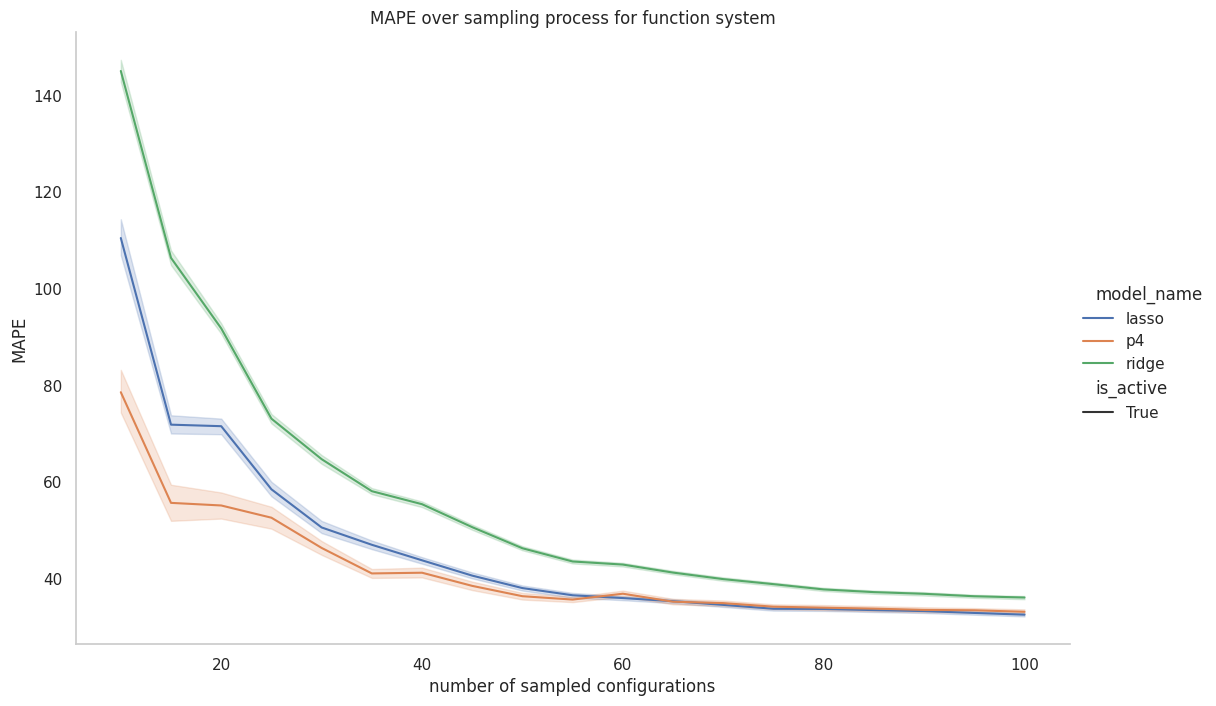 MAPE over sampling process for function system
MAPE
140
120
100
80
60
40
20
40
60
80
100
number of sampled configurations
model_name
lasso
p4
ridge
is_active
True